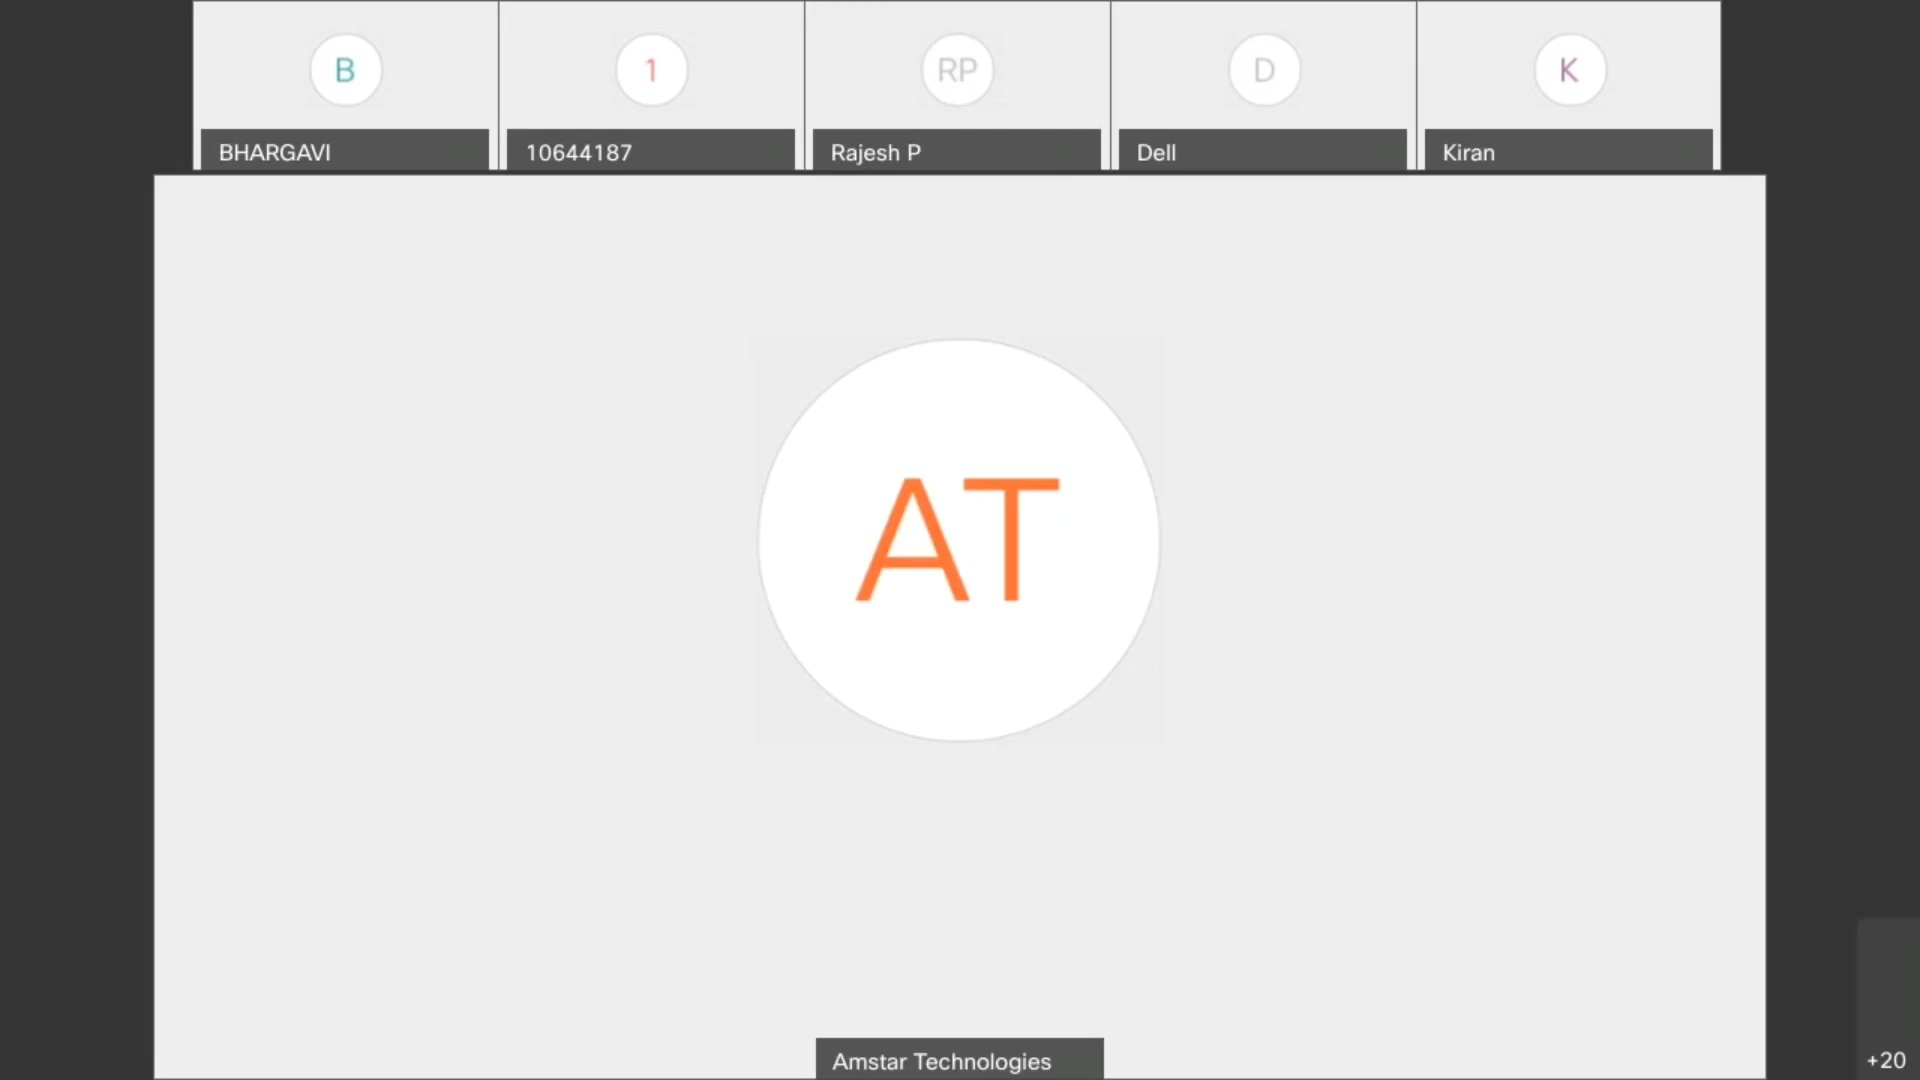 B
1
RP
D
K
BHARGAVI
10644187
Rajesh P
Dell
Kiran
AT
Amstar Technologies
+20